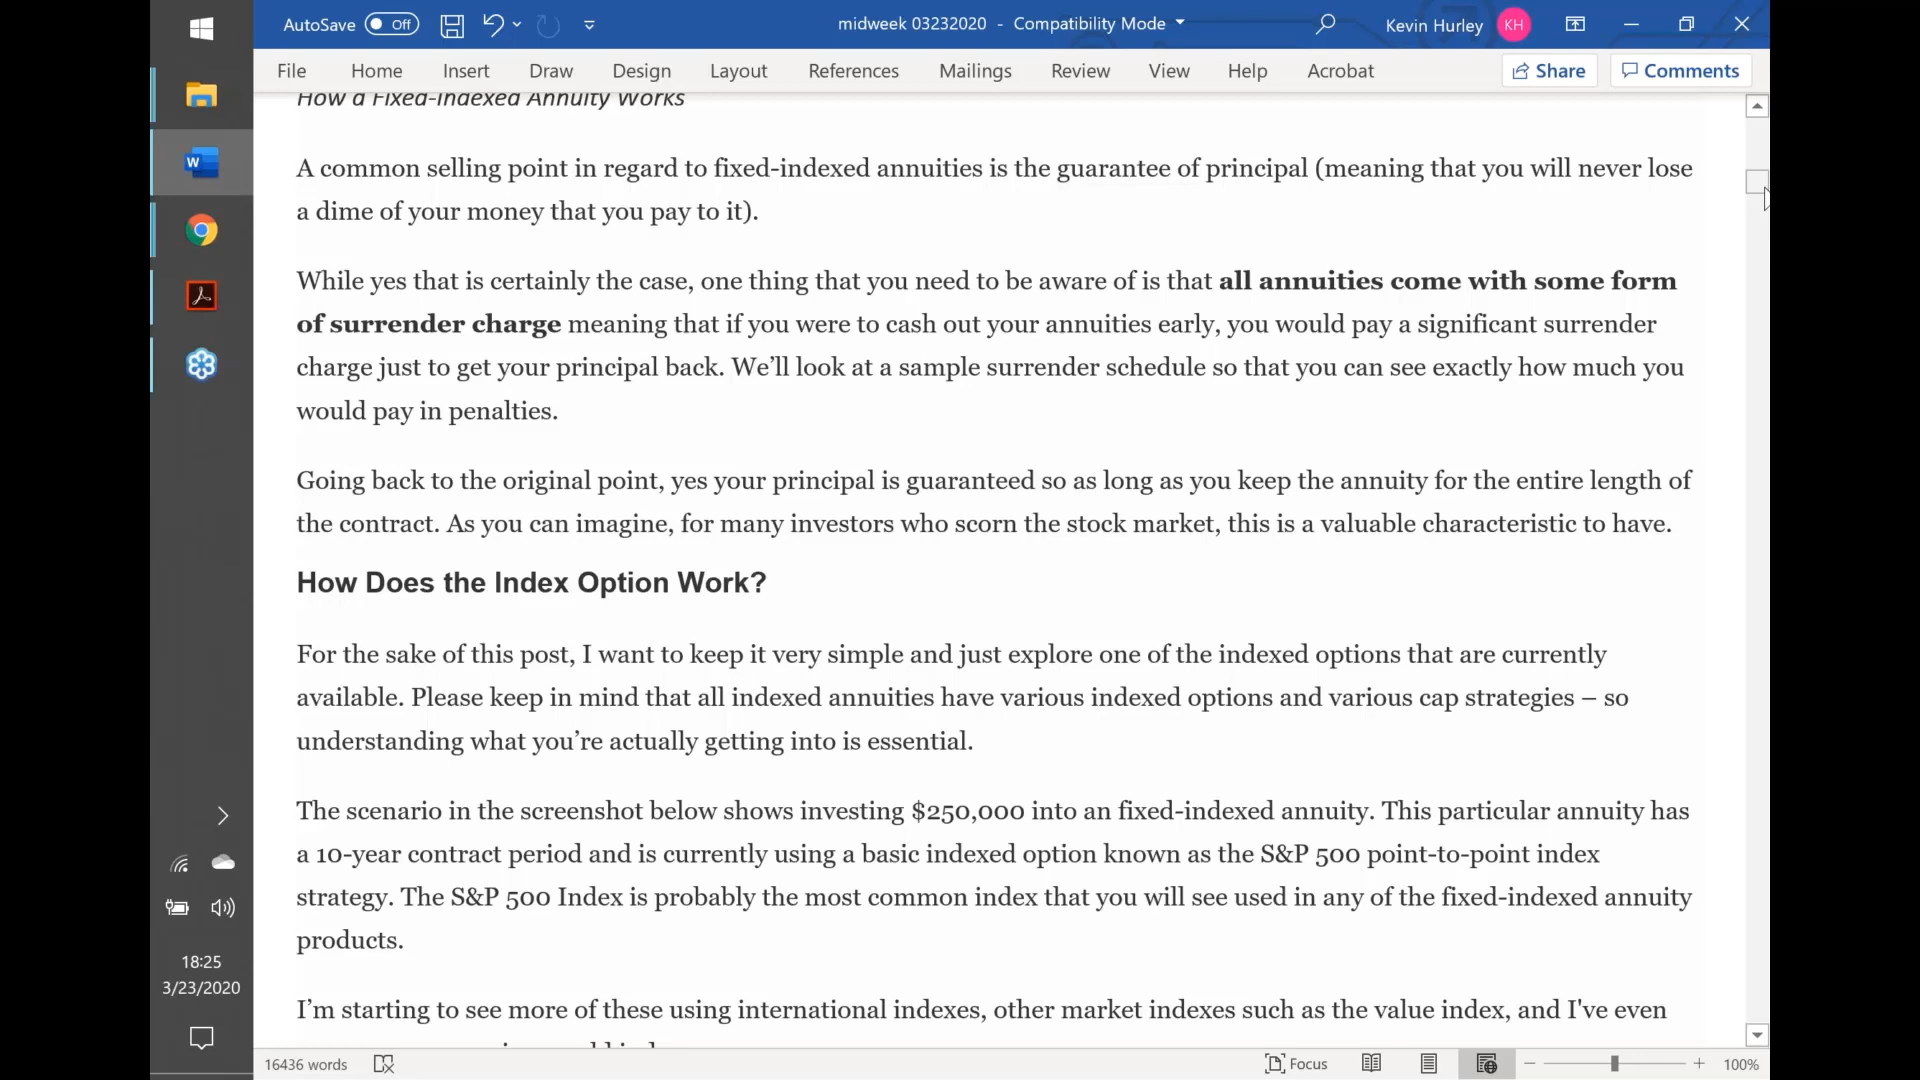 AutoSave Off midweek 03232020 - Compatibility Mode Kevin Hurley KH
File Home Insert Draw Design Layout References Mailings Review View Help Acrobat Share Comments
How a Fixed-Indexed Annuity Works
A common selling point in regard to fixed-indexed annuities is the guarantee of principal (meaning that you will never lose
a dime of your money that you pay to it).
While yes that is certainly the case, one thing that you need to be aware of is that all annuities come with some form
of surrender charge meaning that if you were to cash out your annuities early, you would pay a significant surrender
charge just to get your principal back. We’ll look at a sample surrender schedule so that you can see exactly how much you
would pay in penalties.
Going back to the original point, yes your principal is guaranteed so as long as you keep the annuity for the entire length of
the contract. As you can imagine, for many investors who scorn the stock market, this is a valuable characteristic to have.
How Does the Index Option Work?
For the sake of this post, I want to keep it very simple and just explore one of the indexed options that are currently
available. Please keep in mind that all indexed annuities have various indexed options and various cap strategies – so
understanding what you’re actually getting into is essential.
The scenario in the screenshot below shows investing $250,000 into an fixed-indexed annuity. This particular annuity has
a 10-year contract period and is currently using a basic indexed option known as the S&P 500 point-to-point index
strategy. The S&P 500 Index is probably the most common index that you will see used in any of the fixed-indexed annuity
products.
I’m starting to see more of these using international indexes, other market indexes such as the value index, and I've even
18:25
3/23/2020
16436 words Focus 100%